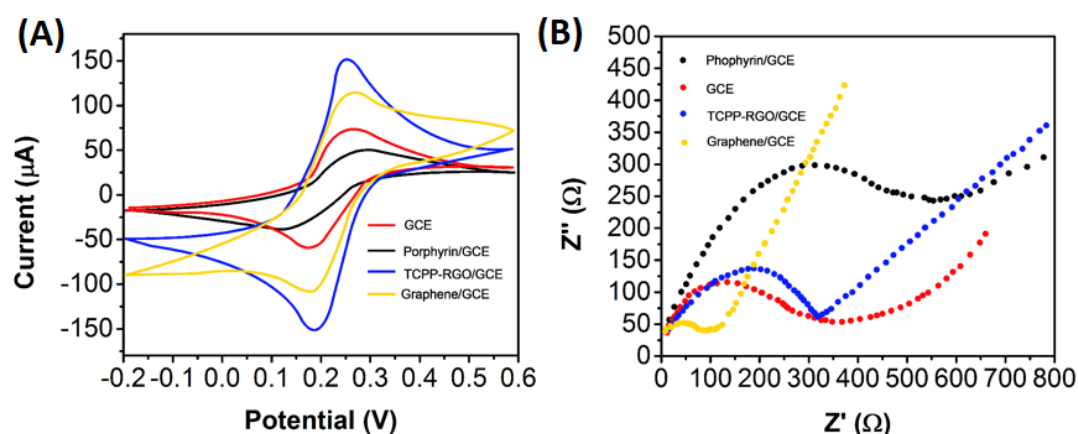 (A)
150
100
50
0
-50
-100
-150
Current (µA)
GCE
Porphyrin/GCE
TCPP-RGO/GCE
Graphene/GCE
-0.2 -0.1 0.0 0.1 0.2 0.3 0.4 0.5 0.6
Potential (V)
(B)
500
450
400
350
300
250
200
150
100
50
0
Z" (Ω)
Phophyrin/GCE
GCE
TCPP-RGO/GCE
Graphene/GCE
0 100 200 300 400 500 600 700 800
Z' (Ω)